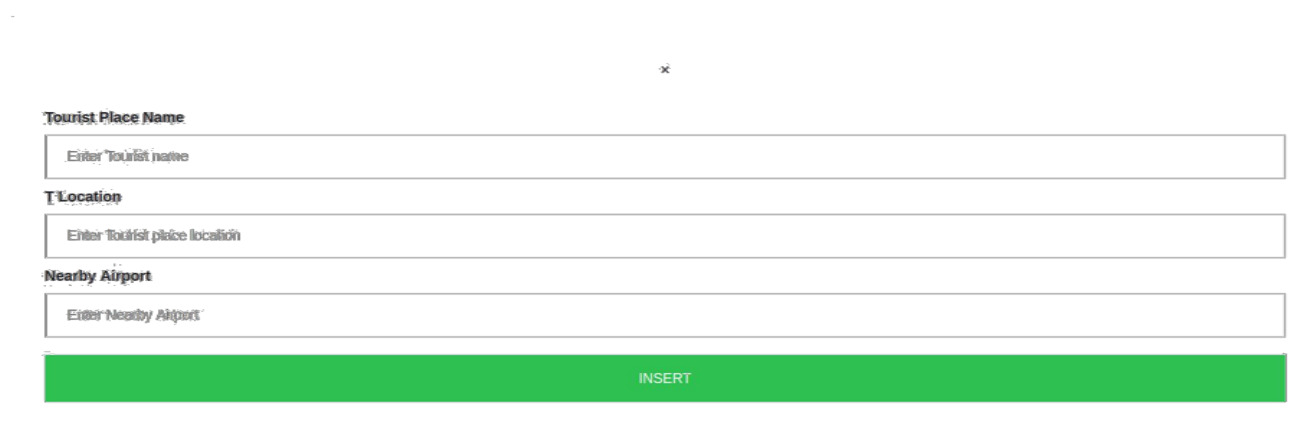 ×
Tourist Place Name
Enter Tourist name
T Location
Enter Tourist place location
Nearby Airport
Enter Nearby Airport
INSERT